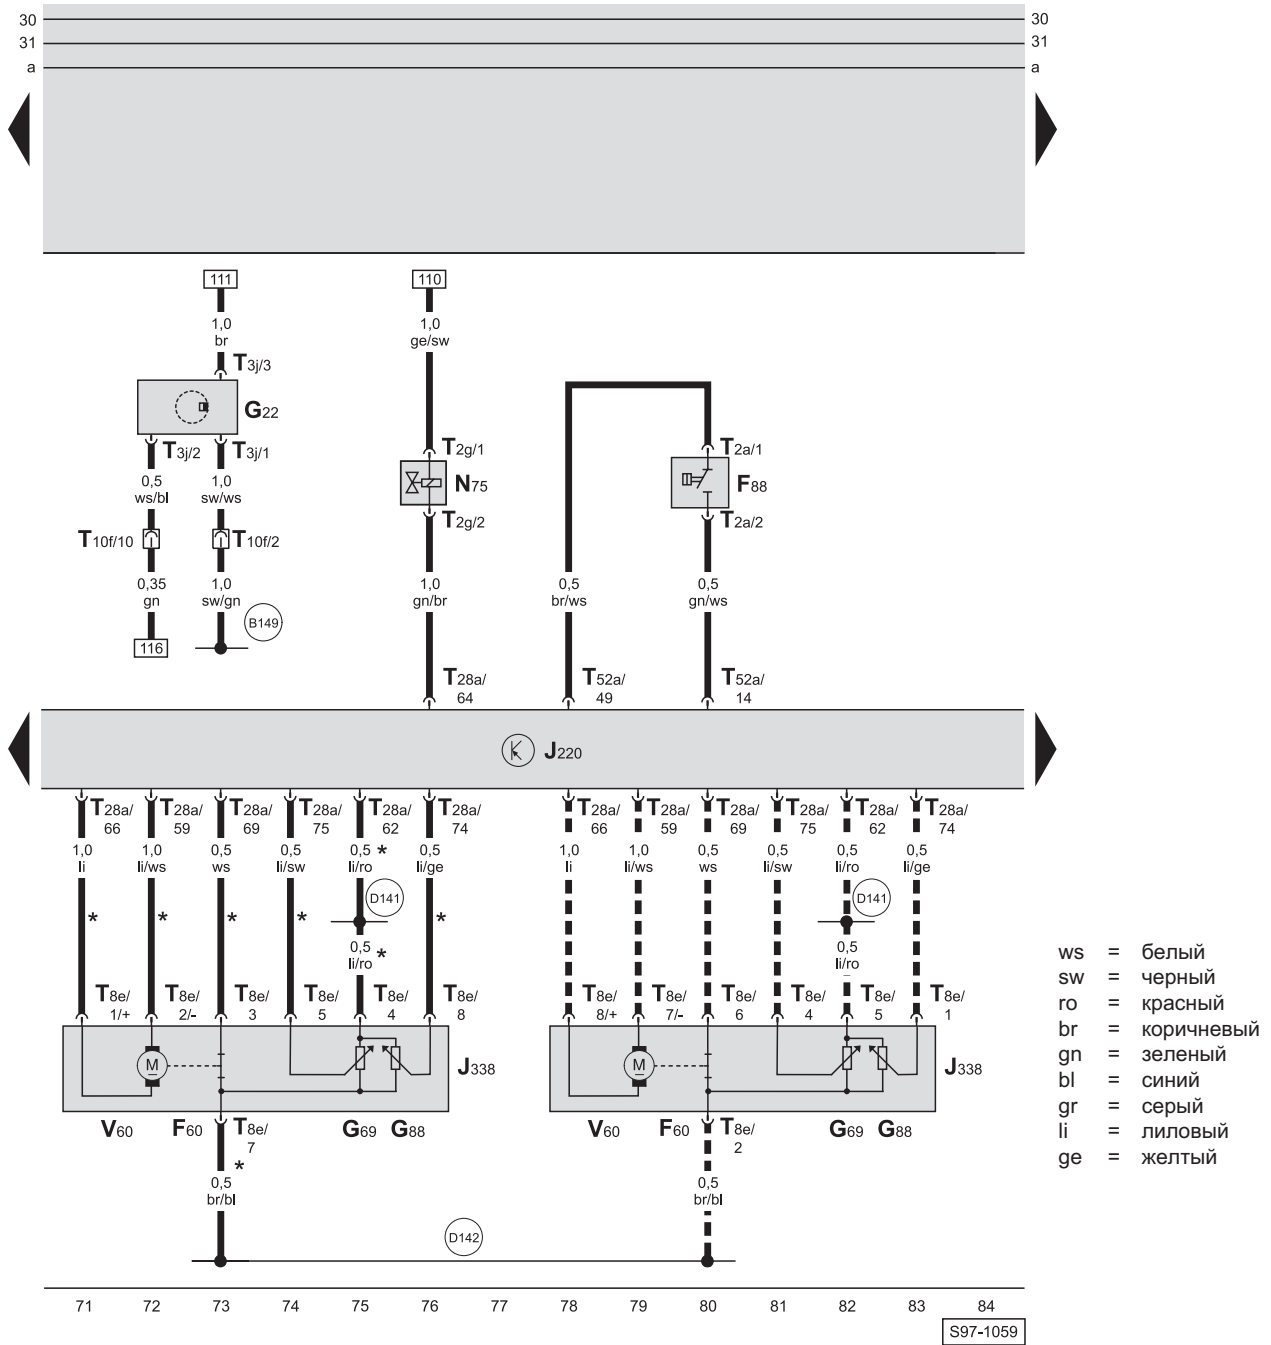 30 30
31 31
a a
111 110
1,0 1,0
br ge/sw
T3j/3
G22
T3j/2 T3j/1 T2g/1 T2a/1
0,5 1,0 N75 F88
ws/bl sw/ws
T2g/2 T2a/2
T10f/10 T10f/2
0,35 1,0 1,0 0,5 0,5
gn sw/gn gn/br br/ws gn/ws
B149
116
T28a/ T52a/ T52a/
64 49 14
J220
T28a/ T28a/ T28a/ T28a/ T28a/ T28a/ T28a/ T28a/ T28a/ T28a/ T28a/ T28a/
66 59 69 75 62 74 66 59 69 75 62 74
1,0 1,0 0,5 0,5 0,5 * 0,5 1,0 1,0 0,5 0,5 0,5 0,5
li li/ws ws li/sw li/ro li/ge li li/ws ws li/sw li/ro li/ge
D141 D141
* * * * *
0,5 * 0,5
li/ro li/ro
T8e/ T8e/ T8e/ T8e/ T8e/ T8e/ T8e/ T8e/ T8e/ T8e/ T8e/ T8e/
1/+ 2/- 3 5 4 8 8/+ 7/- 6 4 5 1
M J338 M J338
V60 F60 T8e/ G69 G88 V60 F60 T8e/ G69 G88
7 2
*
0,5 0,5
br/bl br/bl
D142
71 72 73 74 75 76 77 78 79 80 81 82 83 84
S97-1059
ws = белый
sw = черный
ro = красный
br = коричневый
gn = зеленый
bl = синий
gr = серый
li = лиловый
ge = желтый